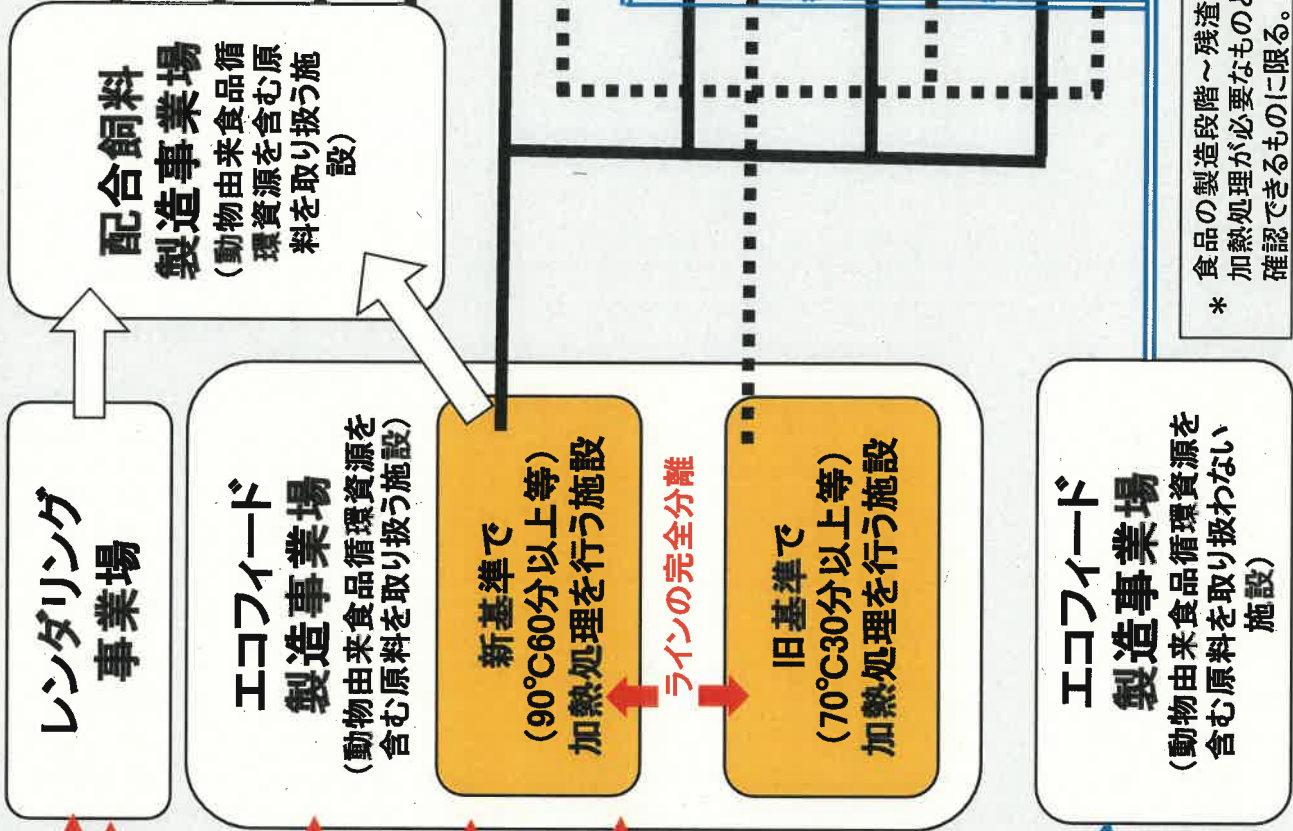 レンダリング
事業場
配合飼料
製造事業場
(動物由来食品循
環資源を含む原
料を取り扱う施
設)
エコフィード
製造事業場
(動物由来食品循環資源を
含む原料を取り扱う施設)
新基準で
(90℃60分以上等)
加熱処理を行う施設
ラインの完全分離
旧基準で
(70℃30分以上等)
加熱処理を行う施設
エコフィード
製造事業場
(動物由来食品循環資源を
含む原料を取り扱わない
施設)
* 食品の製造段階~残渣
加熱処理が必要なものと
確認できるものに限る。